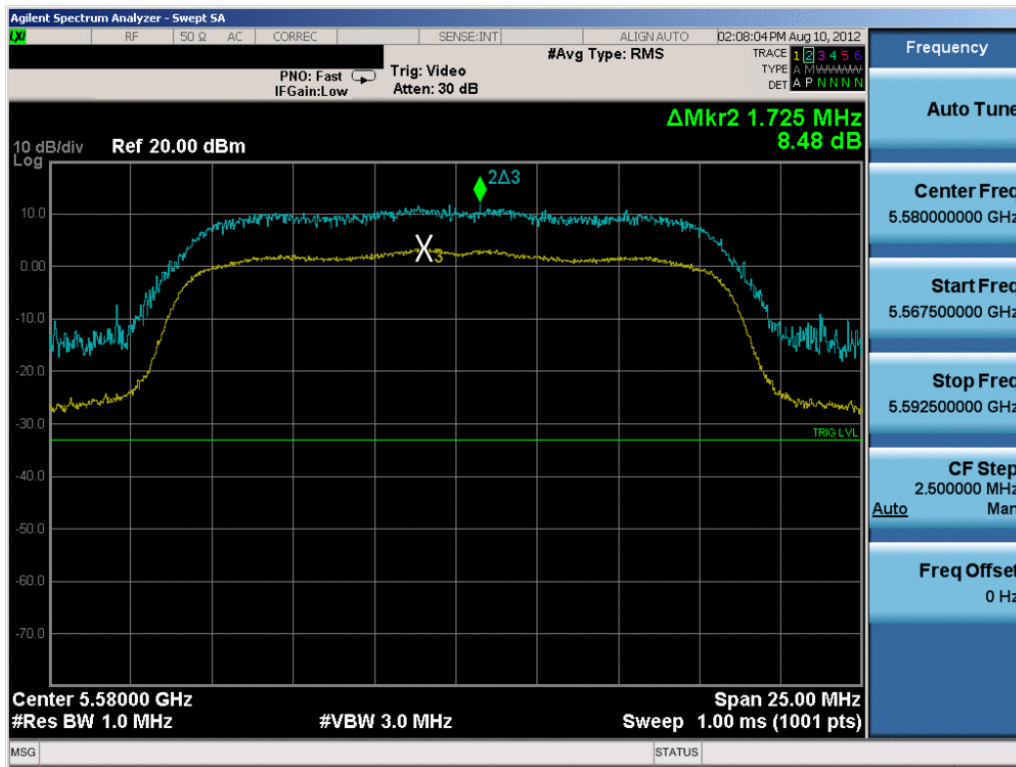 Agilent Spectrum Analyzer - Swept SA
LXI RF 50 Ω AC CORREC SENSE:INT ALIGN AUTO 02:08:04 PM Aug 10, 2012
#Avg Type: RMS
TRACE 1 2 3 4 5 6
TYPE A M W W W W
DET A P N N N N
PNO: Fast
IFGain:Low
Trig: Video
Atten: 30 dB
ΔMkr2 1.725 MHz
8.48 dB
10 dB/div
Log
Ref 20.00 dBm
2Δ3
10.0
3
0.00
-10.0
-20.0
-30.0
TRIG LVL
-40.0
-50.0
-60.0
-70.0
Center 5.58000 GHz
Span 25.00 MHz
#Res BW 1.0 MHz
#VBW 3.0 MHz
Sweep 1.00 ms (1001 pts)
MSG
STATUS
Frequency
Auto Tune
Center Freq
5.580000000 GHz
Start Freq
5.567500000 GHz
Stop Freq
5.592500000 GHz
CF Step
2.500000 MHz
Auto Man
Freq Offset
0 Hz